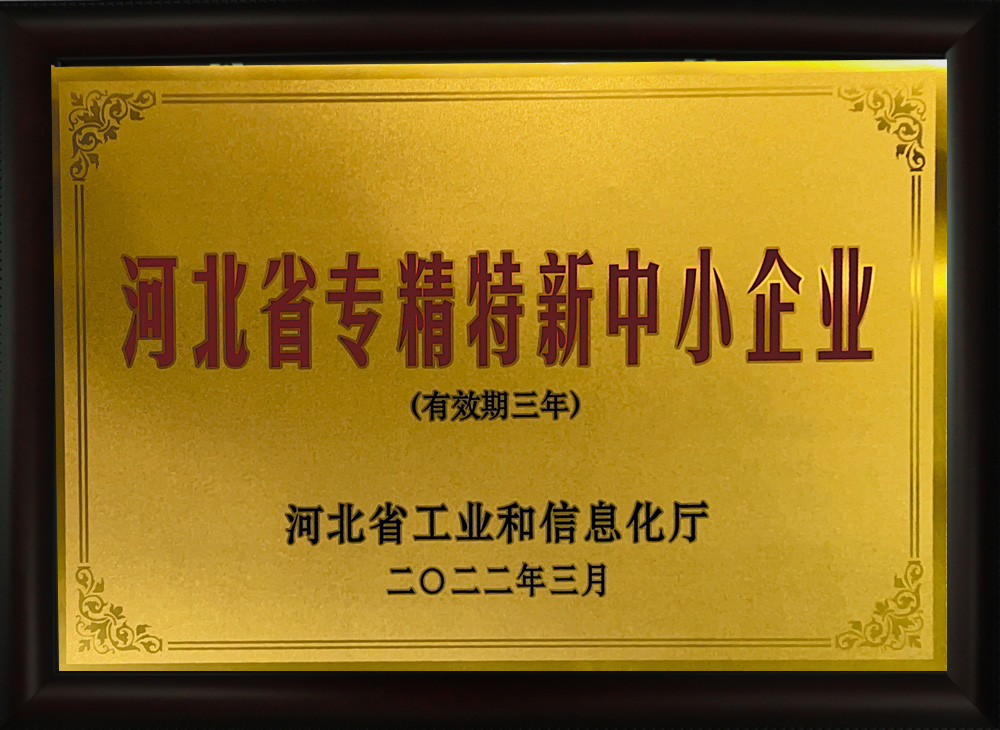 河北省专精特新中小企业
(有效期三年)
河北省工业和信息化厅
二〇二二年三月